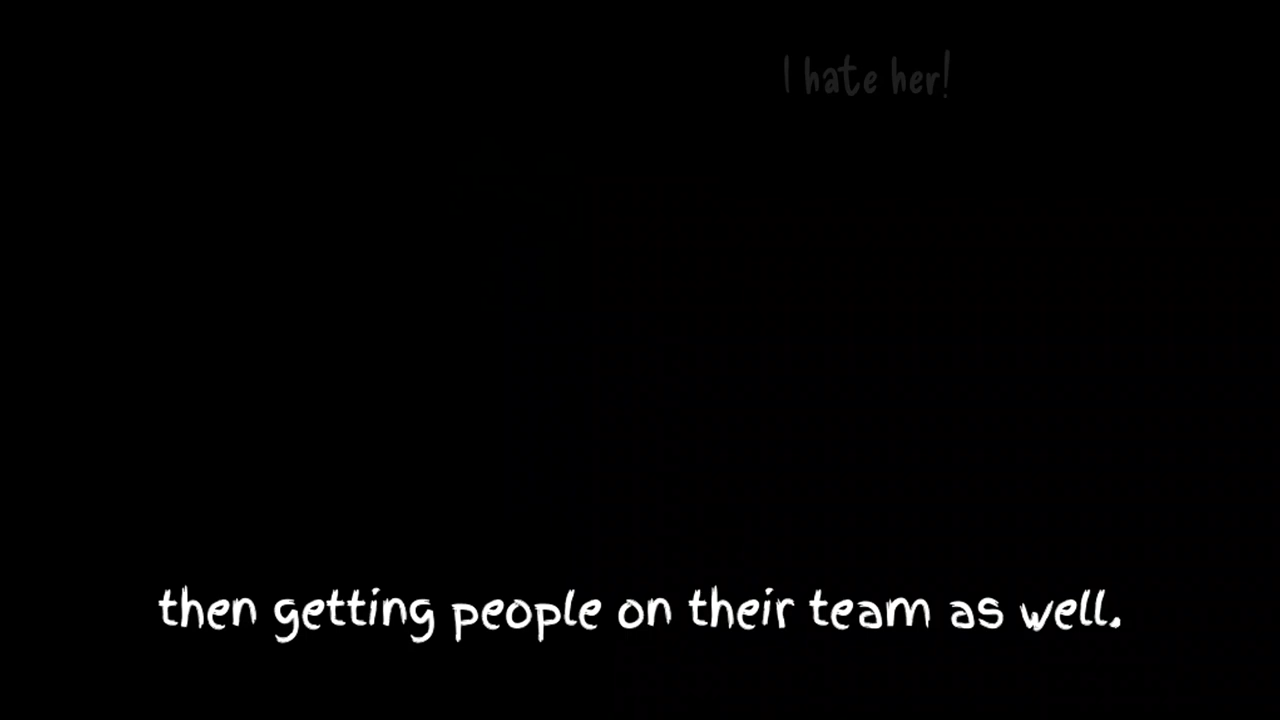 I hate her!
then getting people on their team as well.